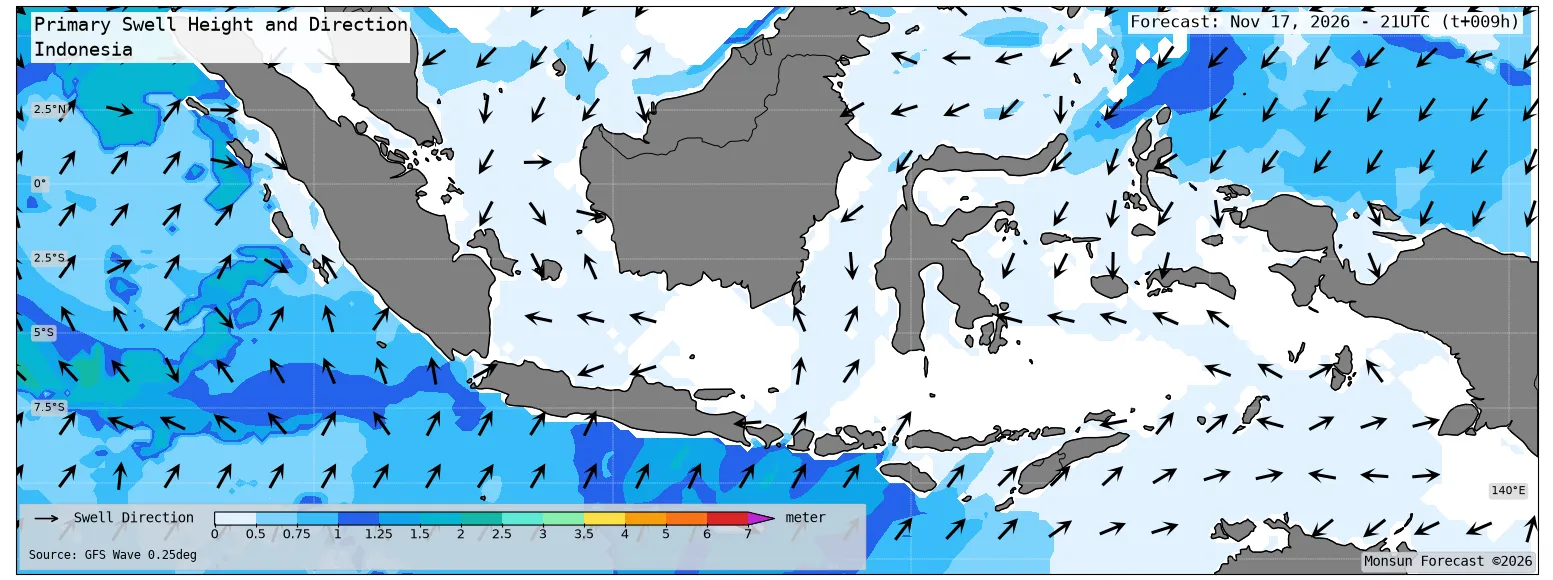 Primary Swell Height and Direction
Indonesia
Forecast: Nov 17, 2026 - 21UTC (t+009h)
2.5°N
0°
2.5°S
5°S
7.5°S
140°E
Swell Direction
0 0.5 0.75 1 1.25 1.5 2 2.5 3 3.5 4 5 6 7
meter
Source: GFS Wave 0.25deg
Monsun Forecast ©2026